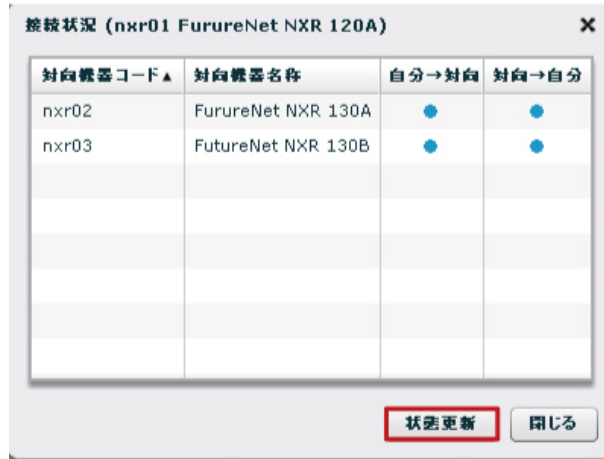 接続状況 (nxr01 FurureNet NXR 120A)
対向機器コード▲ 対向機器名称 自分→対向 対向→自分
nxr02 FurureNet NXR 130A ● ●
nxr03 FutureNet NXR 130B ● ●
状態更新 閉じる